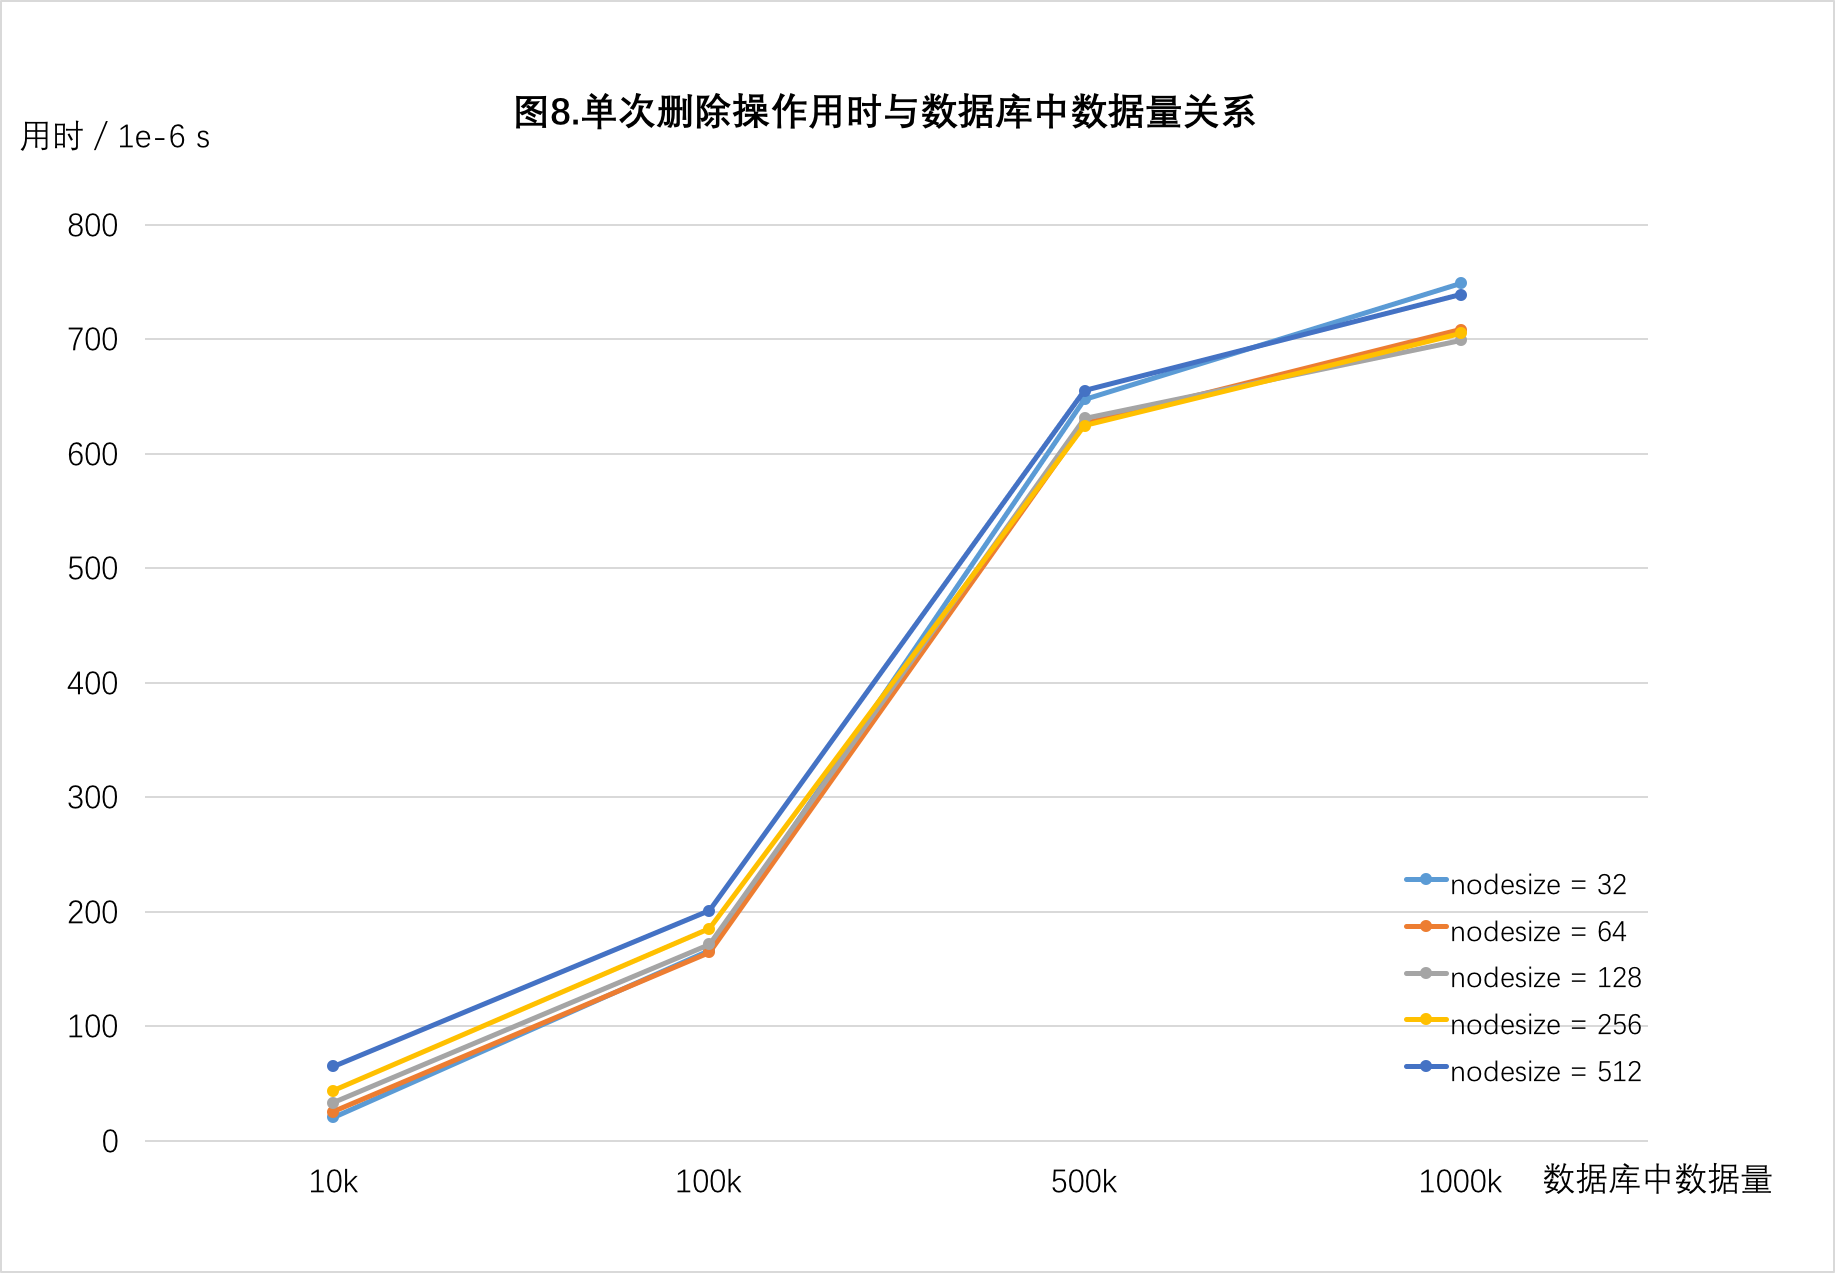 图8.单次删除操作用时与数据库中数据量关系
用时 / 1e-6 s
800
700
600
500
400
300
200
100
0
nodesize = 32
nodesize = 64
nodesize = 128
nodesize = 256
nodesize = 512
10k 100k 500k 1000k 数据库中数据量